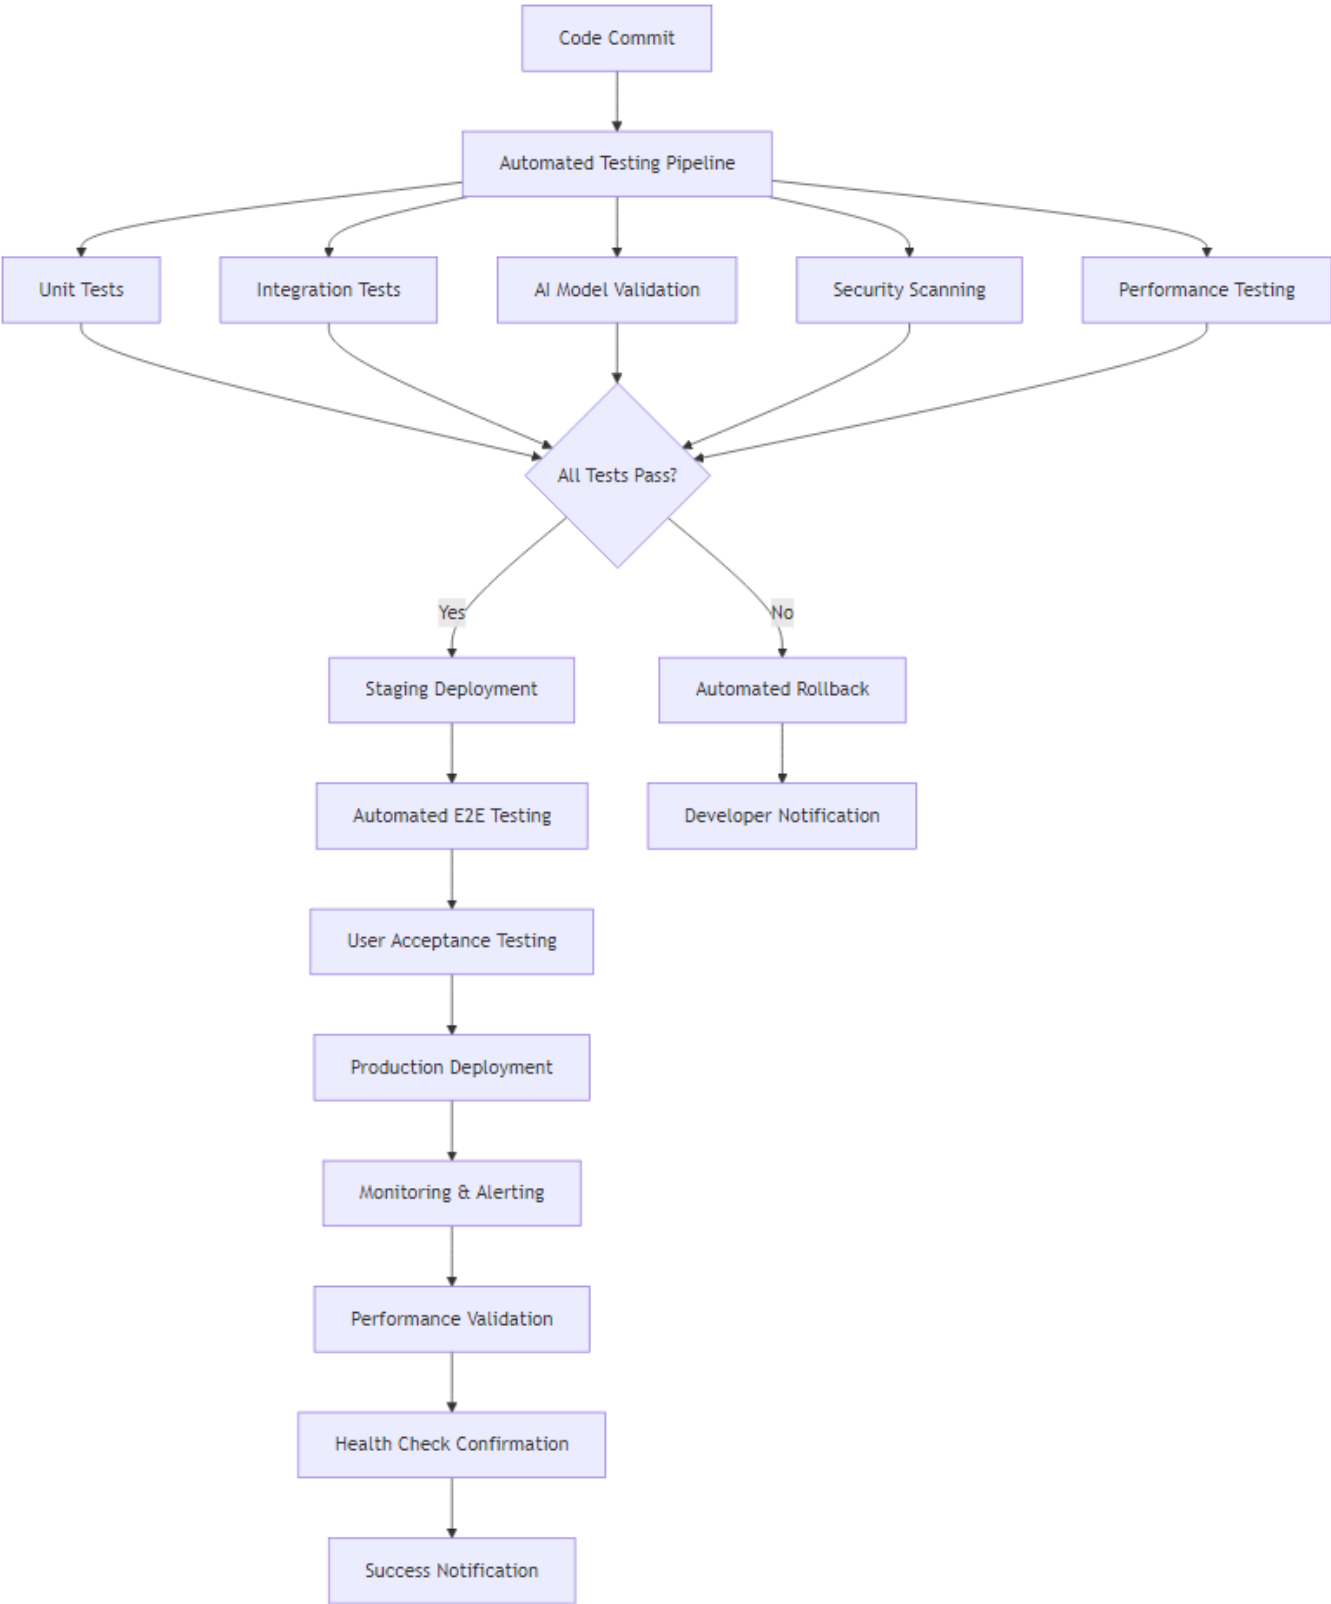 Code Commit
Automated Testing Pipeline
Unit Tests
Integration Tests
AI Model Validation
Security Scanning
Performance Testing
All Tests Pass?
Yes
No
Staging Deployment
Automated Rollback
Automated E2E Testing
Developer Notification
User Acceptance Testing
Production Deployment
Monitoring & Alerting
Performance Validation
Health Check Confirmation
Success Notification